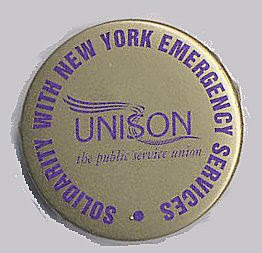 SOLIDARITY WITH NEW YORK EMERGENCY SERVICES
UNISON
the public service union